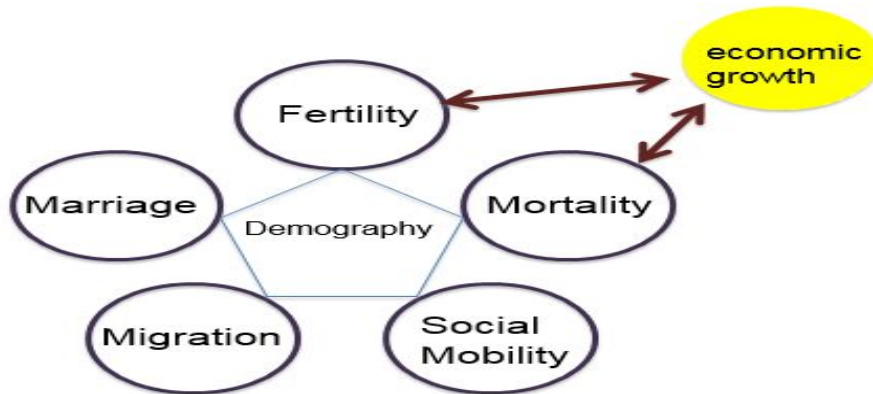 economic
growth
Fertility
Marriage
Demography
Mortality
Migration
Social
Mobility